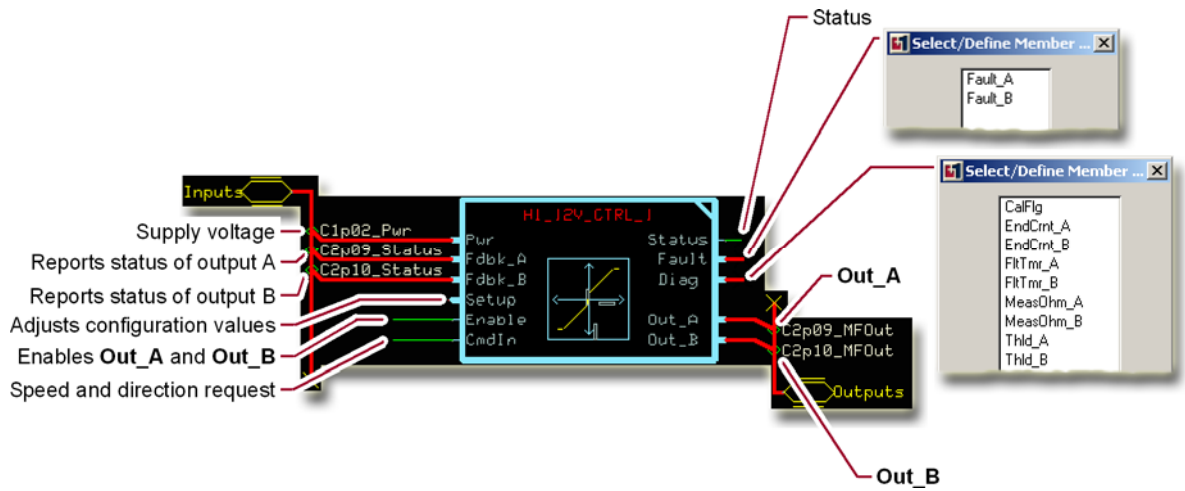 Status
Select/Define Member ...
Fault_A
Fault_B
Select/Define Member ...
CalFlg
EndCrnt_A
EndCrnt_B
FltTmr_A
FltTmr_B
MeasOhm_A
MeasOhm_B
Thld_A
Thld_B
Inputs
H1_12V_CTRL_1
Supply voltage
C1p02_Pwr
Pwr
Status
Reports status of output A
C2p09_Status
Fdbk_A
Fault
Reports status of output B
C2p10_Status
Fdbk_B
Diag
Adjusts configuration values
Setup
Enables Out_A and Out_B
Enable
Out_A
Speed and direction request
CmdIn
Out_B
Out_A
C2p09_MFOut
C2p10_MFOut
Outputs
Out_B